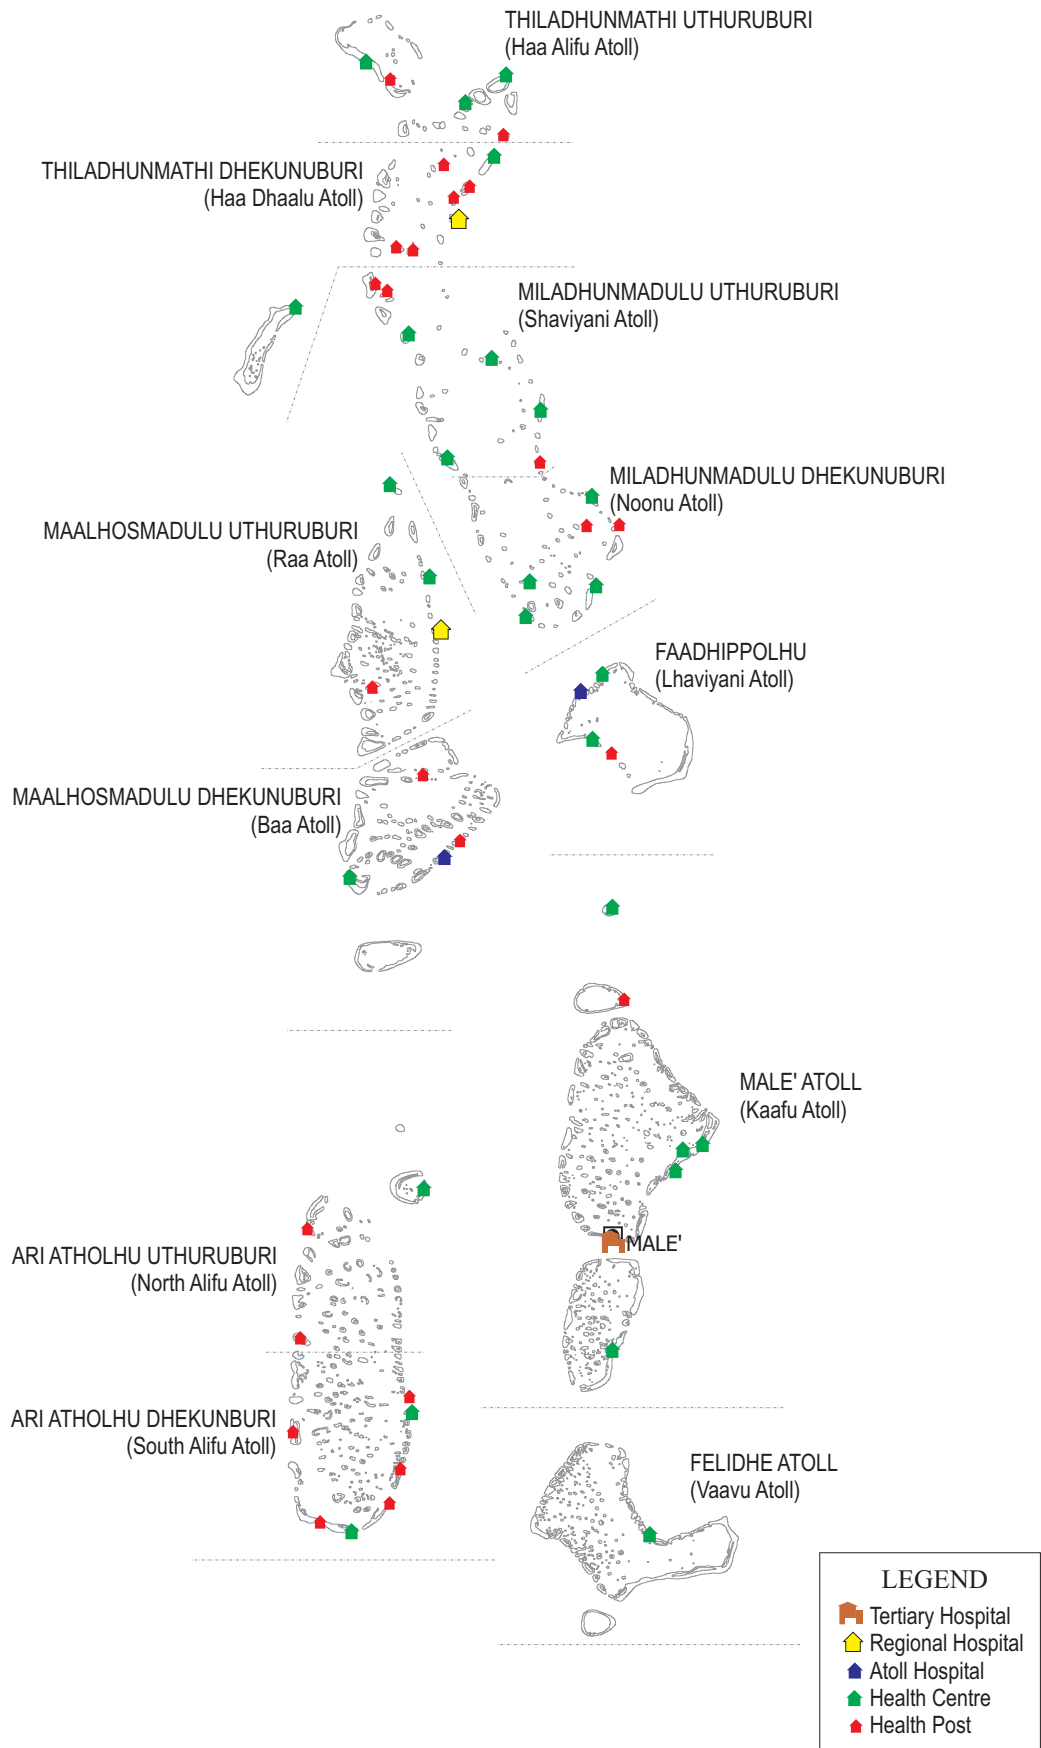 THILADHUNMATHI UTHURUBURI
(Haa Alifu Atoll)
THILADHUNMATHI DHEKUNUBURI
(Haa Dhaalu Atoll)
MILADHUNMADULU UTHURUBURI
(Shaviyani Atoll)
MILADHUNMADULU DHEKUNUBURI
(Noonu Atoll)
MAALHOSMADULU UTHURUBURI
(Raa Atoll)
FAADHIPPOLHU
(Lhaviyani Atoll)
MAALHOSMADULU DHEKUNUBURI
(Baa Atoll)
MALE' ATOLL
(Kaafu Atoll)
MALE'
ARI ATHOLHU UTHURUBURI
(North Alifu Atoll)
ARI ATHOLHU DHEKUNBURI
(South Alifu Atoll)
FELIDHE ATOLL
(Vaavu Atoll)
LEGEND
Tertiary Hospital
Regional Hospital
Atoll Hospital
Health Centre
Health Post